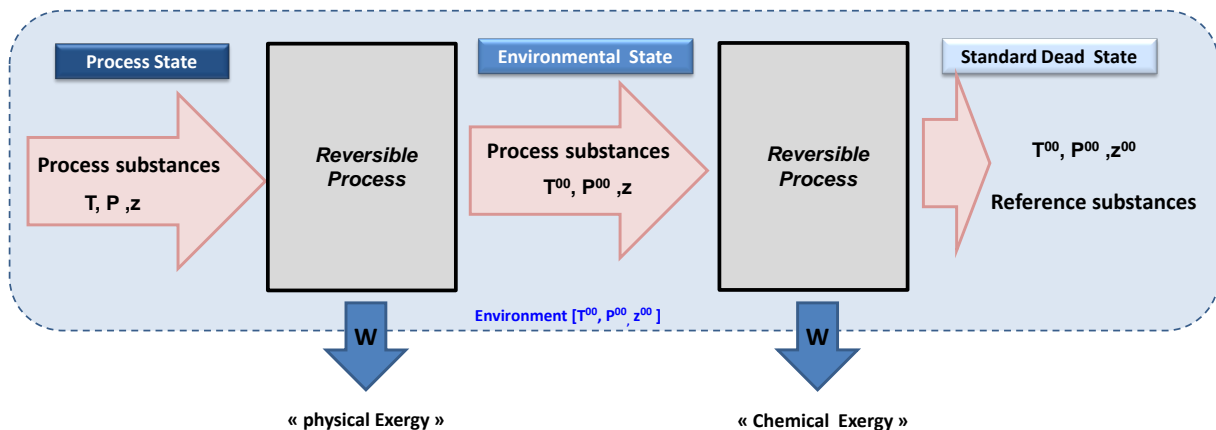 Process State
Environmental State
Standard Dead State
Process substances
T, P ,z
Reversible
Process
Process substances
T⁰⁰, P⁰⁰ ,z
Reversible
Process
T⁰⁰, P⁰⁰ ,z⁰⁰
Reference substances
Environment [T⁰⁰, P⁰⁰, z⁰⁰ ]
W
W
« physical Exergy »
« Chemical Exergy »